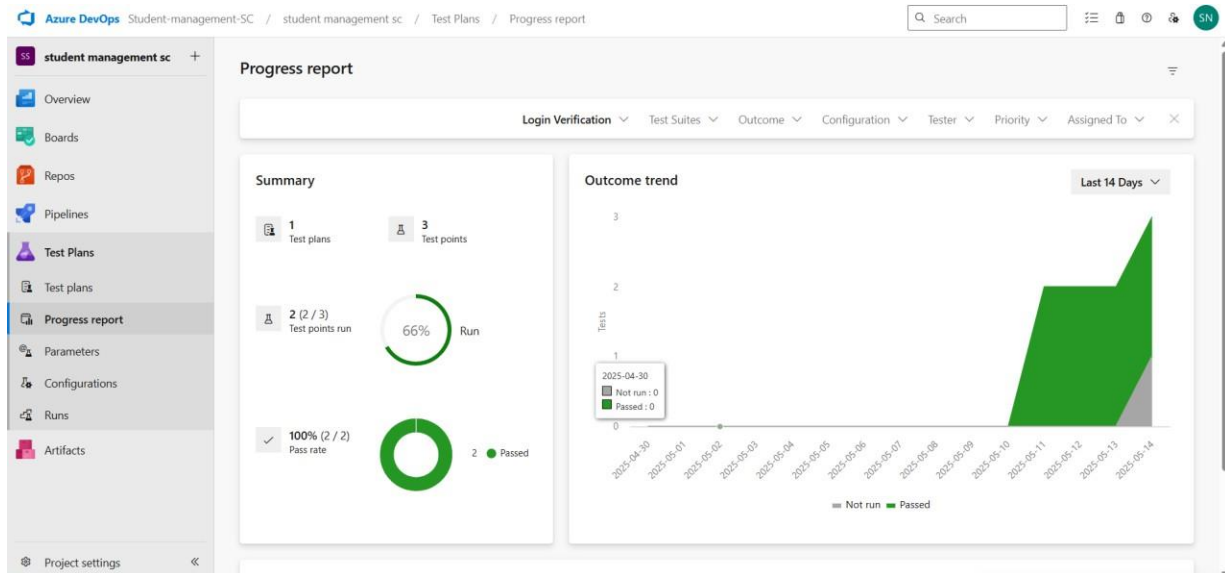 Azure DevOps Student-management-SC / student management sc / Test Plans / Progress report
Search
SN
SS student management sc +
Overview
Boards
Repos
Pipelines
Test Plans
Test plans
Progress report
Parameters
Configurations
Runs
Artifacts
Project settings
Progress report
Login Verification Test Suites Outcome Configuration Tester Priority Assigned To
Summary
1
Test plans
3
Test points
2 (2 / 3)
Test points run
66%
Run
100% (2 / 2)
Pass rate
2 Passed
Outcome trend
Last 14 Days
3
2
1
0
Tests
2025-04-30
Not run : 0
Passed : 0
2025-04-30
2025-05-01
2025-05-02
2025-05-03
2025-05-04
2025-05-05
2025-05-06
2025-05-07
2025-05-08
2025-05-09
2025-05-10
2025-05-11
2025-05-12
2025-05-13
2025-05-14
Not run Passed